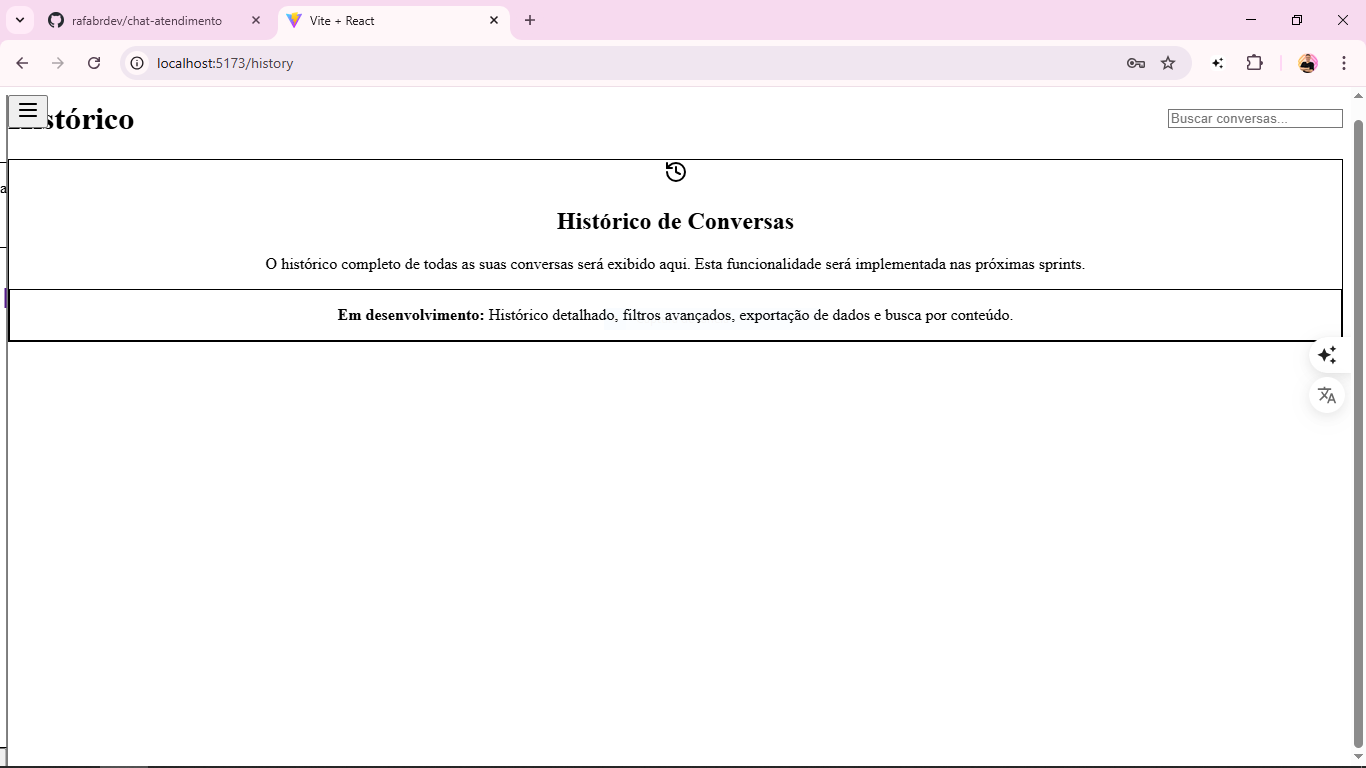 rafabrdev/chat-atendimento
Vite + React
localhost:5173/history
Histórico
Buscar conversas...
a
Histórico de Conversas
O histórico completo de todas as suas conversas será exibido aqui. Esta funcionalidade será implementada nas próximas sprints.
Em desenvolvimento: Histórico detalhado, filtros avançados, exportação de dados e busca por conteúdo.